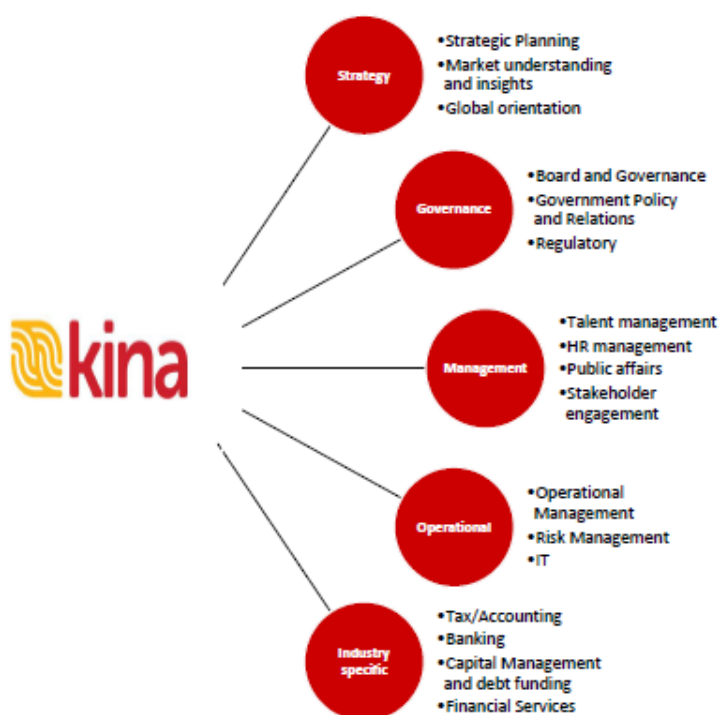 Strategy
•Strategic Planning
•Market understanding
and insights
•Global orientation
Governance
•Board and Governance
•Government Policy
and Relations
•Regulatory
kina
Management
•Talent management
•HR management
•Public affairs
•Stakeholder
engagement
Operational
•Operational
Management
•Risk Management
•IT
Industry
specific
•Tax/Accounting
•Banking
•Capital Management
and debt funding
•Financial Services